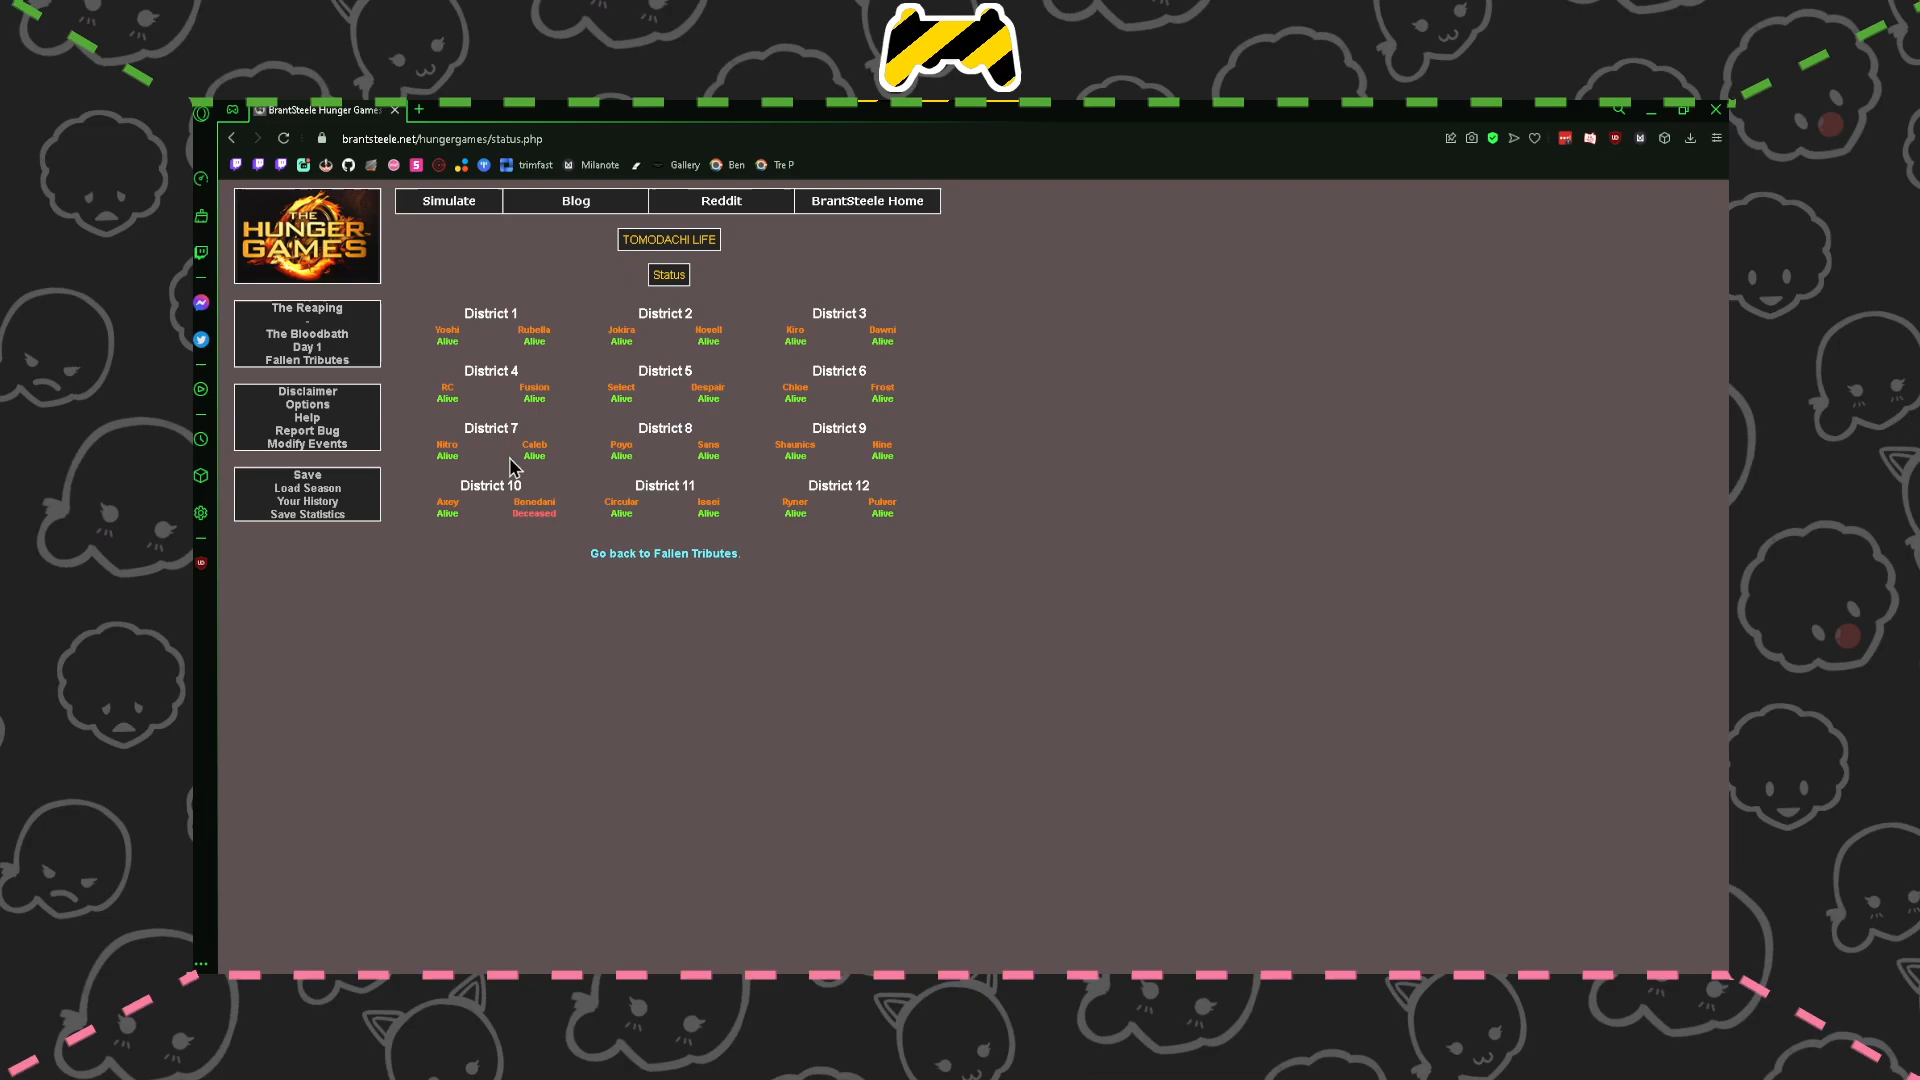 BrantSteele Hunger Games
brantsteele.net/hungergames/status.php
trimfast
Milanote
Gallery
Ben
Tre P
THE
HUNGER
GAMES
Simulate
Blog
Reddit
BrantSteele Home
TOMODACHI LIFE
Status
The Reaping
-
The Bloodbath
Day 1
Fallen Tributes
Disclaimer
Options
Help
Report Bug
Modify Events
Save
Load Season
Your History
Save Statistics
District 1 District 2 District 3
Yoshi Rubella Jokira Hovell Kiro Dawni
Alive Alive Alive Alive Alive Alive
District 4 District 5 District 6
RC Fusion Select Despair Chloe Frost
Alive Alive Alive Alive Alive Alive
District 7 District 8 District 9
Nitro Caleb Poyo Sans Shaunics Nine
Alive Alive Alive Alive Alive Alive
District 10 District 11 District 12
Axey Benedani Circular Issei Ryner Pulver
Alive Deceased Alive Alive Alive Alive
Go back to Fallen Tributes.